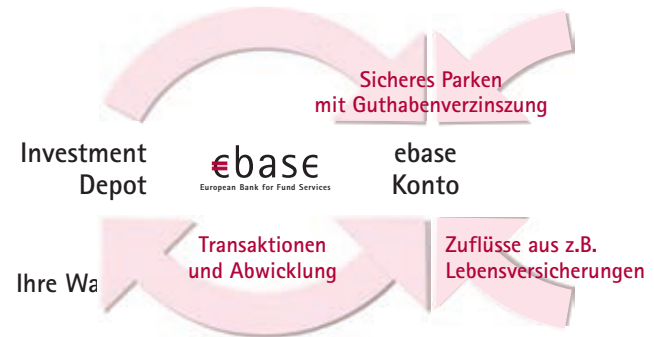 Sicheres Parken
mit Guthabenverzinszung
Investment
Depot
ebase
European Bank for Fund Services
ebase
Konto
Transaktionen
und Abwicklung
Zuflüsse aus z.B.
Lebensversicherungen
Ihre